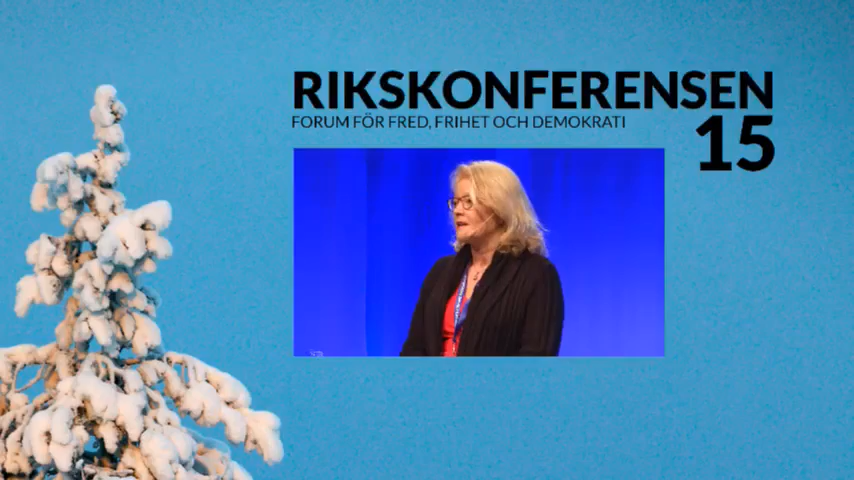 RIKSKONFERENSEN
FORUM FÖR FRED, FRIHET OCH DEMOKRATI
15